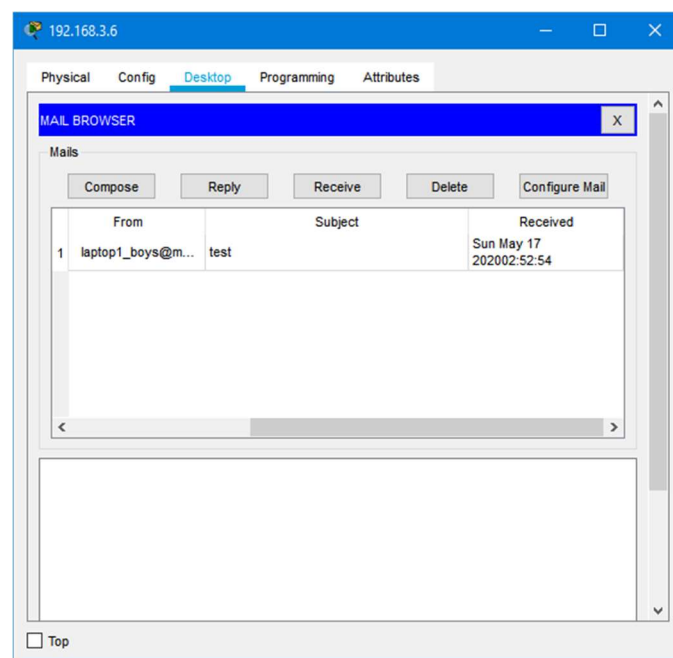 192.168.3.6
Physical Config Desktop Programming Attributes
MAIL BROWSER X
Mails
Compose Reply Receive Delete Configure Mail
From Subject Received
1 laptop1_boys@m... test Sun May 17
202002:52:54
Top